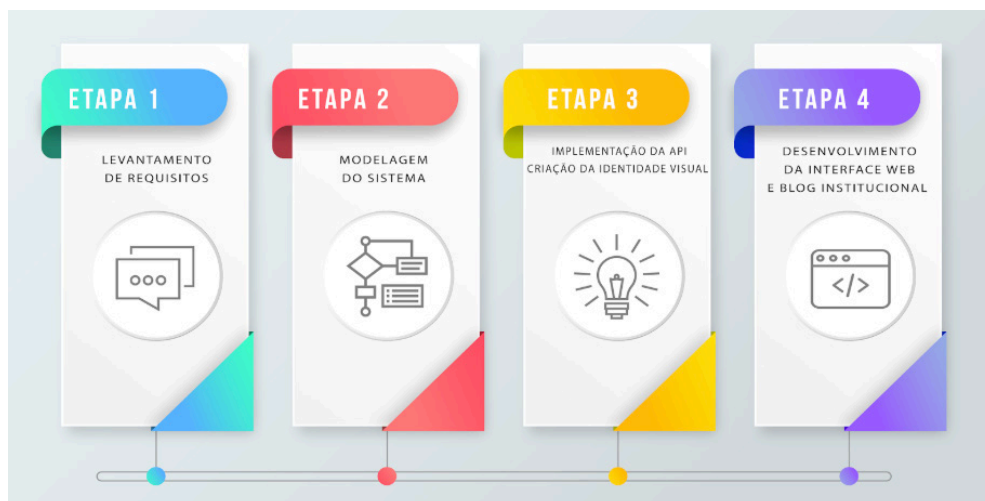 ETAPA 1
LEVANTAMENTO
DE REQUISITOS
ETAPA 2
MODELAGEM
DO SISTEMA
ETAPA 3
IMPLEMENTAÇÃO DA API
CRIAÇÃO DA IDENTIDADE VISUAL
ETAPA 4
DESENVOLVIMENTO
DA INTERFACE WEB
E BLOG INSTITUCIONAL